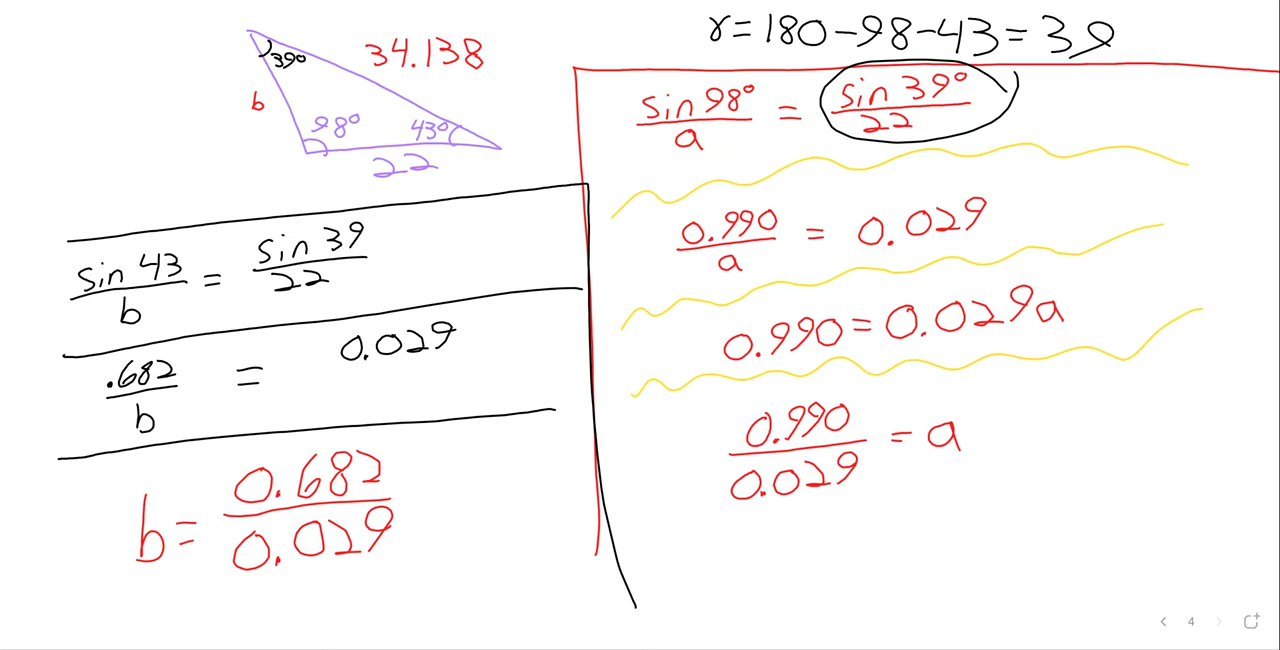 γ = 180 - 98 - 43 = 39
39° 34.138
b
98° 43°
22
sin 98° / a = sin 39° / 22
0.990 / a = 0.029
0.990 = 0.029a
0.990 / 0.029 = a
sin 43 / b = sin 39 / 22
.682 / b = 0.029
b = 0.682 / 0.029
4